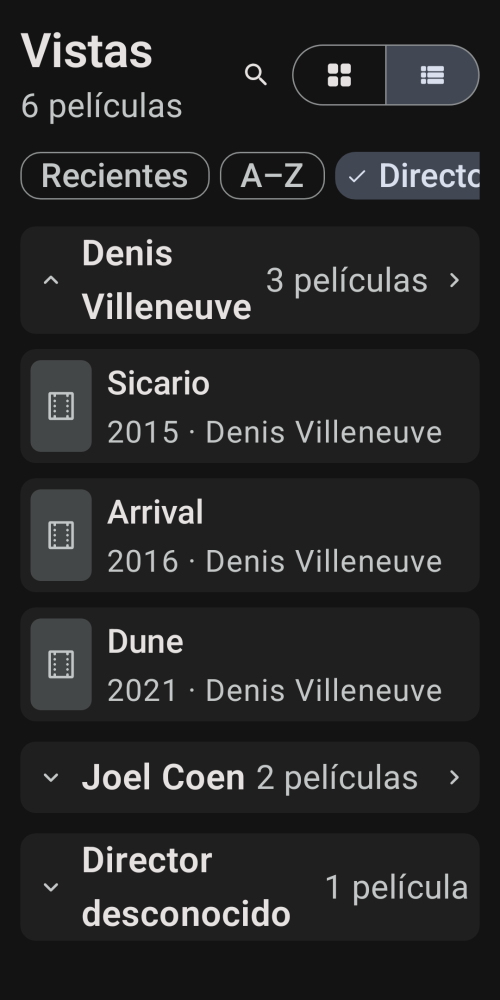 Vistas
6 películas
Recientes
A–Z
Directo
Denis
Villeneuve
3 películas
Sicario
2015 · Denis Villeneuve
Arrival
2016 · Denis Villeneuve
Dune
2021 · Denis Villeneuve
Joel Coen 2 películas
Director
desconocido
1 película